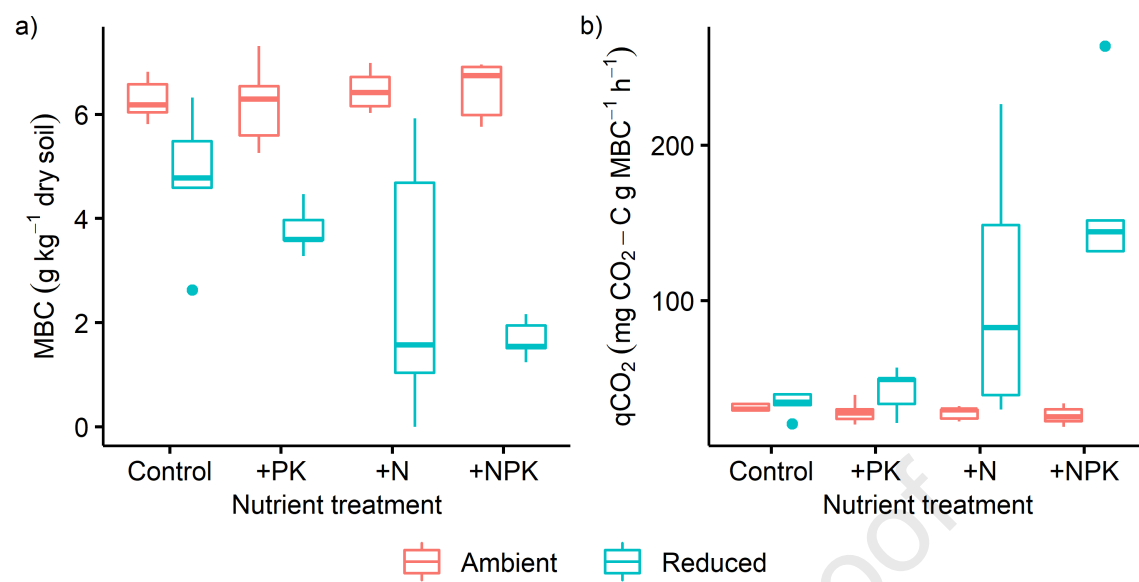 a)
MBC (g kg⁻¹ dry soil)
6
4
2
0
Control +PK +N +NPK
Nutrient treatment
b)
qCO₂ (mg CO₂ − C g MBC⁻¹ h⁻¹)
200
100
Control +PK +N +NPK
Nutrient treatment
Ambient Reduced
oof